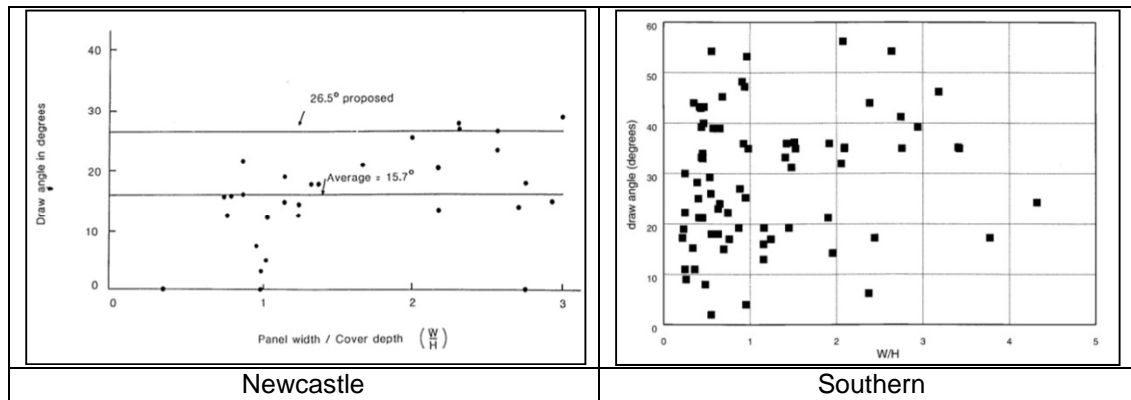 40
30
20
10
0
Draw angle in degrees
26.5° proposed
Average = 15.7°
0
1
2
3
Panel width / Cover depth (W/H)
Newcastle
60
50
40
30
20
10
0
draw angle (degrees)
0
1
2
3
4
5
W/H
Southern